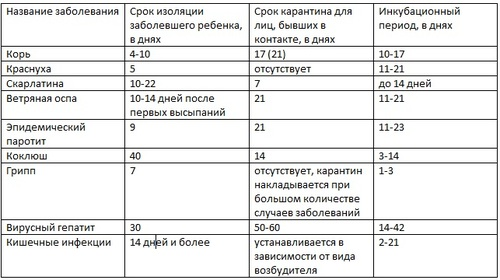 Название заболевания Срок изоляции Срок карантина для Инкубационный
заболевшего ребенка, лиц, бывших в период, в днях
в днях контакте, в днях
Корь 4-10 17 (21) 10-17
Краснуха 5 отсутствует 11-21
Скарлатина 10-22 7 до 14 дней
Ветряная оспа 10-14 дней после 21 11-21
первых высыпаний
Эпидемический 9 21 11-23
паротит
Коклюш 40 14 3-14
Грипп 7 отсутствует, карантин 1-3
накладывается при
большом количестве
случаев заболеваний
Вирусный гепатит 30 50-60 14-42
Кишечные инфекции 14 дней и более устанавливается в 2-21
зависимости от вида
возбудителя